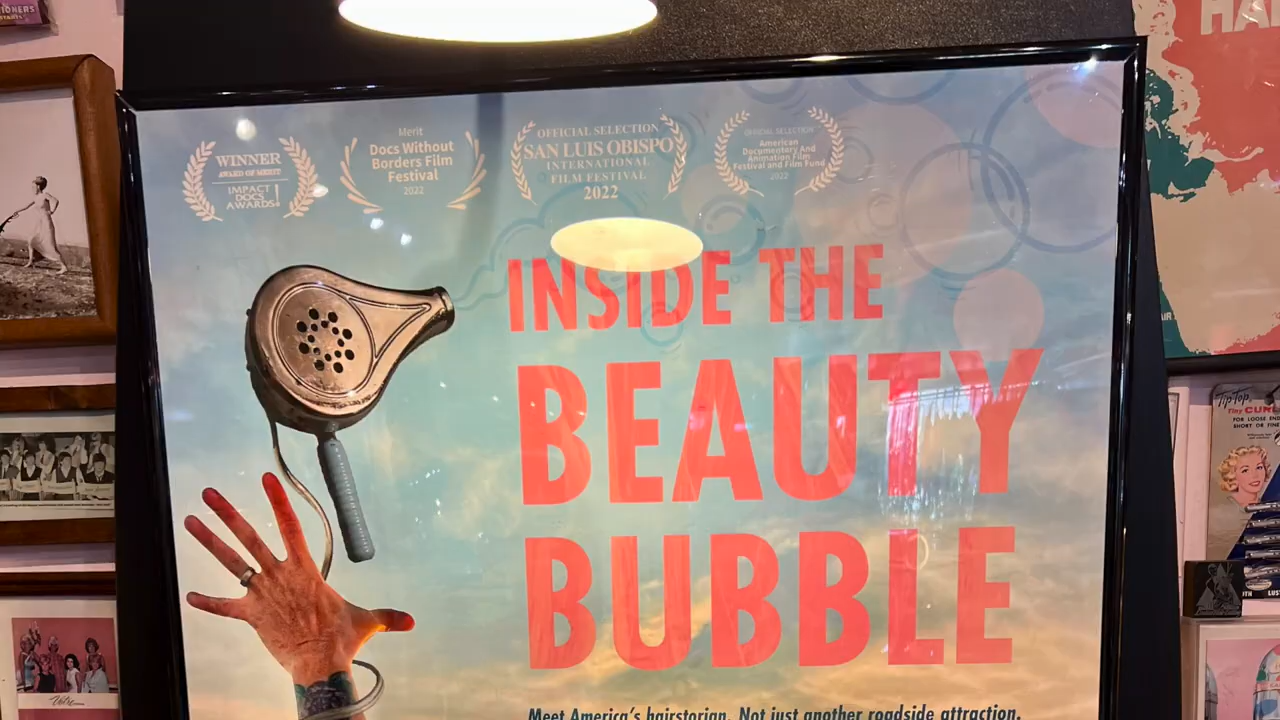 WINNER
AWARD OF MERIT
IMPACT
DOCS
AWARDS!
Merit
Docs Without
Borders Film
Festival
2022
OFFICIAL SELECTION
SAN LUIS OBISPO
INTERNATIONAL
FILM FESTIVAL
2022
OFFICIAL SELECTION
American
Documentary And
Animation Film
Festival and Film Fund
2022
INSIDE THE
BEAUTY
BUBBLE
Meet America's hairstorian. Not just another roadside attraction.
Tip-Top
Tiny CURL
FOR LOOSE END
SHORT OR FINE